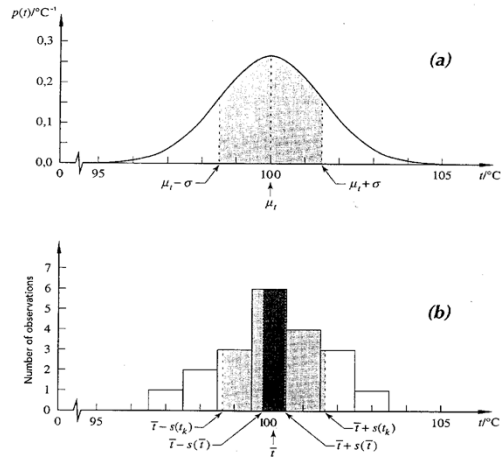 p(t)/°C⁻¹
(a)
0,3
0,2
0,1
0,0
0 95 100 105 t/°C
μₜ − σ μₜ + σ
μₜ
(b)
Number of observations
7
6
5
4
3
2
1
0
0 95 100 105 t/°C
t̄ − s(tₖ) t̄ + s(tₖ)
t̄ − s(t̄) t̄ + s(t̄)
t̄